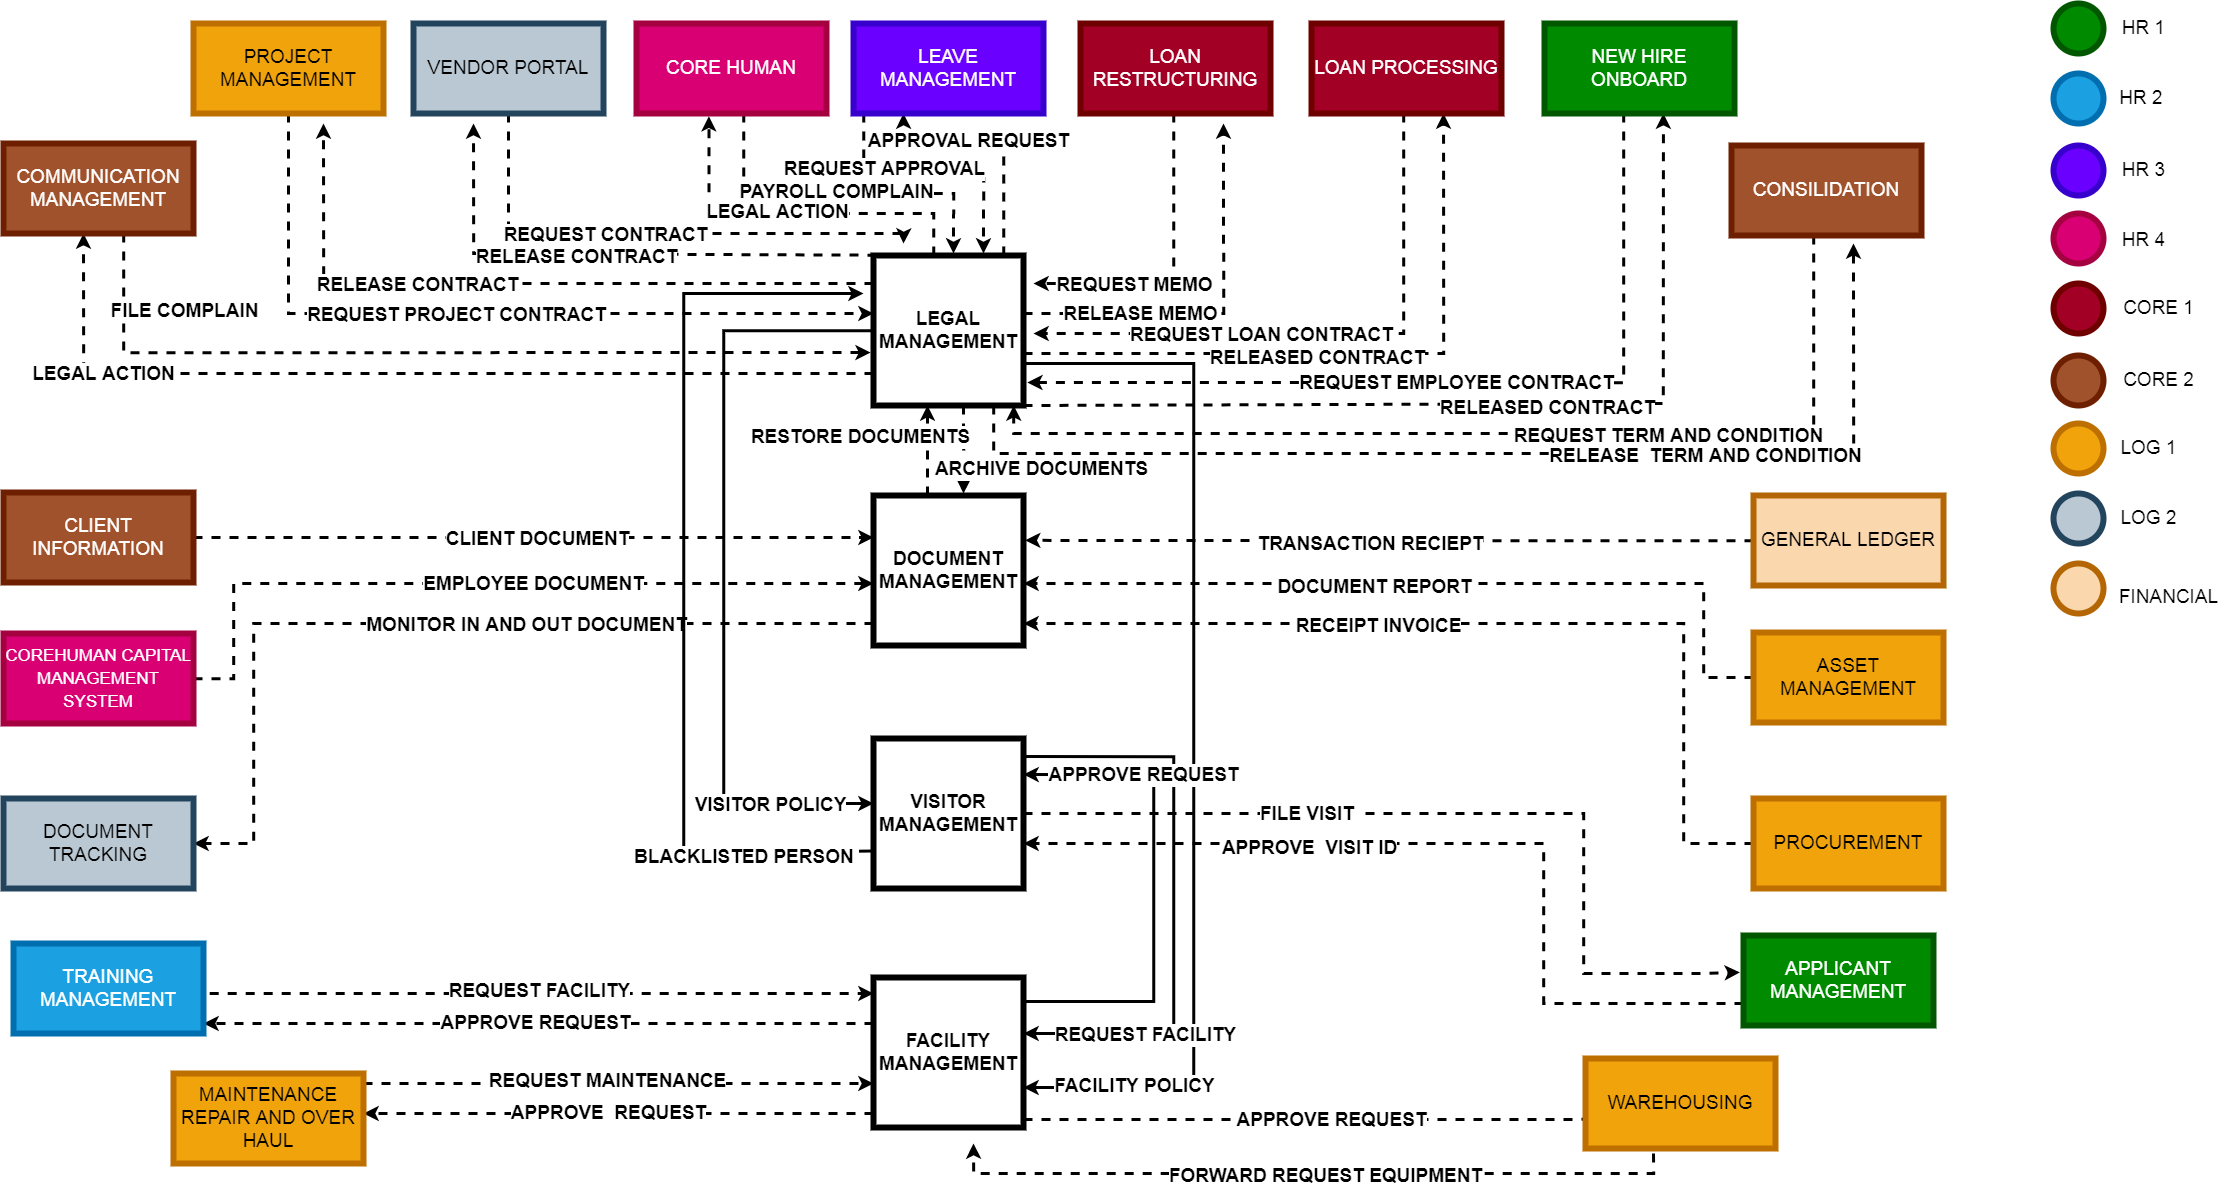 PROJECT
MANAGEMENT
VENDOR PORTAL
CORE HUMAN
LEAVE
MANAGEMENT
LOAN
RESTRUCTURING
LOAN PROCESSING
NEW HIRE
ONBOARD
HR 1
HR 2
HR 3
HR 4
CORE 1
CORE 2
LOG 1
LOG 2
FINANCIAL
COMMUNICATION
MANAGEMENT
CONSILIDATION
APPROVAL REQUEST
REQUEST APPROVAL
PAYROLL COMPLAIN
LEGAL ACTION
REQUEST CONTRACT
RELEASE CONTRACT
RELEASE CONTRACT
REQUEST PROJECT CONTRACT
FILE COMPLAIN
LEGAL ACTION
LEGAL
MANAGEMENT
REQUEST MEMO
RELEASE MEMO
REQUEST LOAN CONTRACT
RELEASED CONTRACT
REQUEST EMPLOYEE CONTRACT
RELEASED CONTRACT
REQUEST TERM AND CONDITION
RELEASE TERM AND CONDITION
RESTORE DOCUMENTS
ARCHIVE DOCUMENTS
CLIENT
INFORMATION
CLIENT DOCUMENT
EMPLOYEE DOCUMENT
MONITOR IN AND OUT DOCUMENT
DOCUMENT
MANAGEMENT
TRANSACTION RECIEPT
DOCUMENT REPORT
RECEIPT INVOICE
GENERAL LEDGER
COREHUMAN CAPITAL
MANAGEMENT
SYSTEM
ASSET
MANAGEMENT
DOCUMENT
TRACKING
VISITOR POLICY
BLACKLISTED PERSON
VISITOR
MANAGEMENT
APPROVE REQUEST
FILE VISIT
APPROVE VISIT ID
PROCUREMENT
TRAINING
MANAGEMENT
REQUEST FACILITY
APPROVE REQUEST
FACILITY
MANAGEMENT
REQUEST FACILITY
FACILITY POLICY
APPLICANT
MANAGEMENT
MAINTENANCE
REPAIR AND OVER
HAUL
REQUEST MAINTENANCE
APPROVE REQUEST
APPROVE REQUEST
WAREHOUSING
FORWARD REQUEST EQUIPMENT